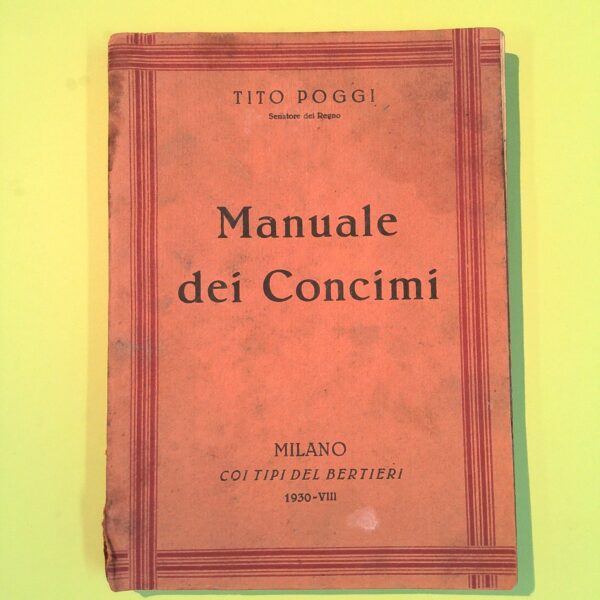 TITO POGGI
Senatore del Regno
Manuale
dei Concimi
MILANO
COI TIPI DEL BERTIERI
1930-VIII